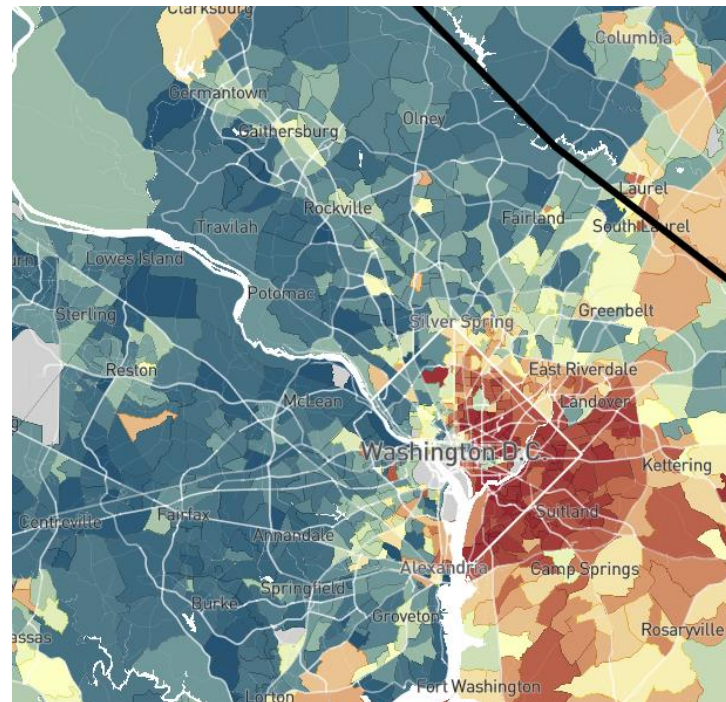 Clarksburg
Columbia
Germantown
Olney
Gaithersburg
Laurel
Rockville
Fairland
Travilah
South Laurel
Lowes Island
Potomac
Sterling
Greenbelt
Silver Spring
Reston
East Riverdale
McLean
Landover
Washington D.C.
Kettering
Suitland
Centreville
Fairfax
Annandale
Alexandria
Camp Springs
Springfield
Burke
Groveton
Rosaryville
assas
Fort Washington
Lorton